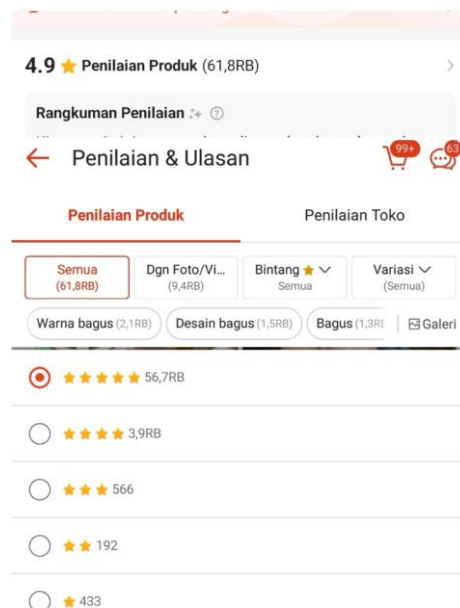 4.9 Penilaian Produk (61,8RB)
Rangkuman Penilaian
Penilaian & Ulasan
99+
63
Penilaian Produk
Penilaian Toko
Semua
(61,8RB)
Dgn Foto/Vi...
(9,4RB)
Bintang
Semua
Variasi
(Semua)
Warna bagus (2,1RB)
Desain bagus (1,5RB)
Bagus (1,3RB
Galeri
56,7RB
3,9RB
566
192
433